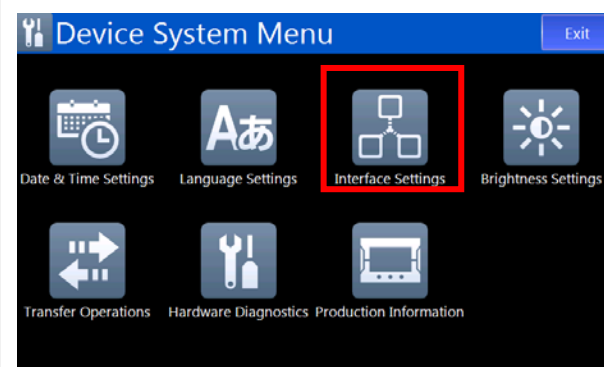 Device System Menu
Exit
Aあ
Date & Time Settings
Language Settings
Interface Settings
Brightness Settings
Transfer Operations
Hardware Diagnostics
Production Information